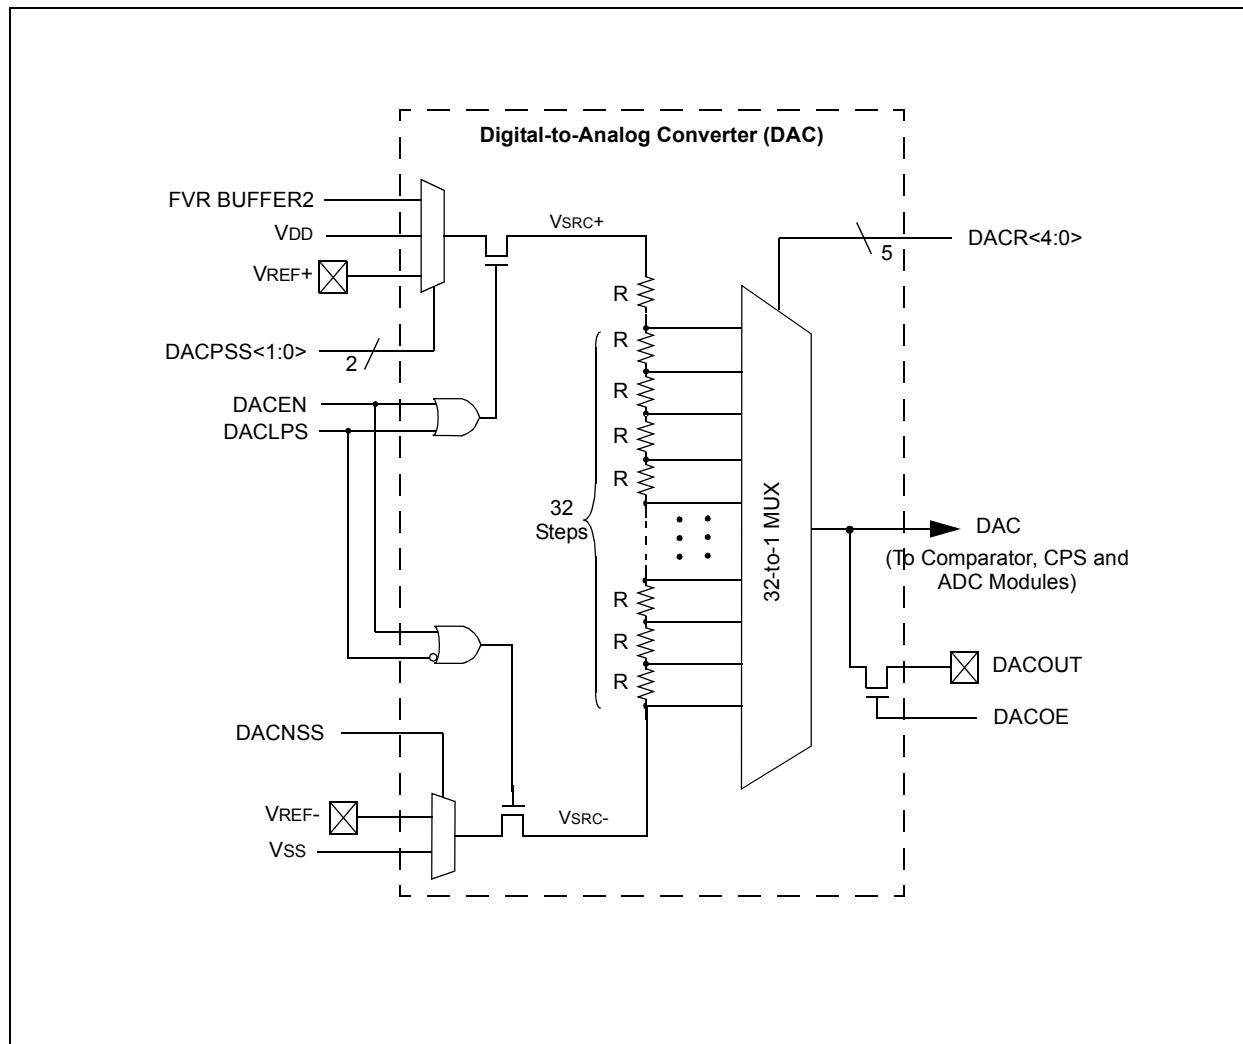 Digital-to-Analog Converter (DAC)
FVR BUFFER2
VDD
VREF+
DACPSS<1:0>
2
DACEN
DACLPS
VSRC+
DACR<4:0>
5
R
R
R
R
R
32
Steps
R
R
R
32-to-1 MUX
DAC
(To Comparator, CPS and
ADC Modules)
DACOUT
DACOE
DACNSS
VREF-
VSS
VSRC-